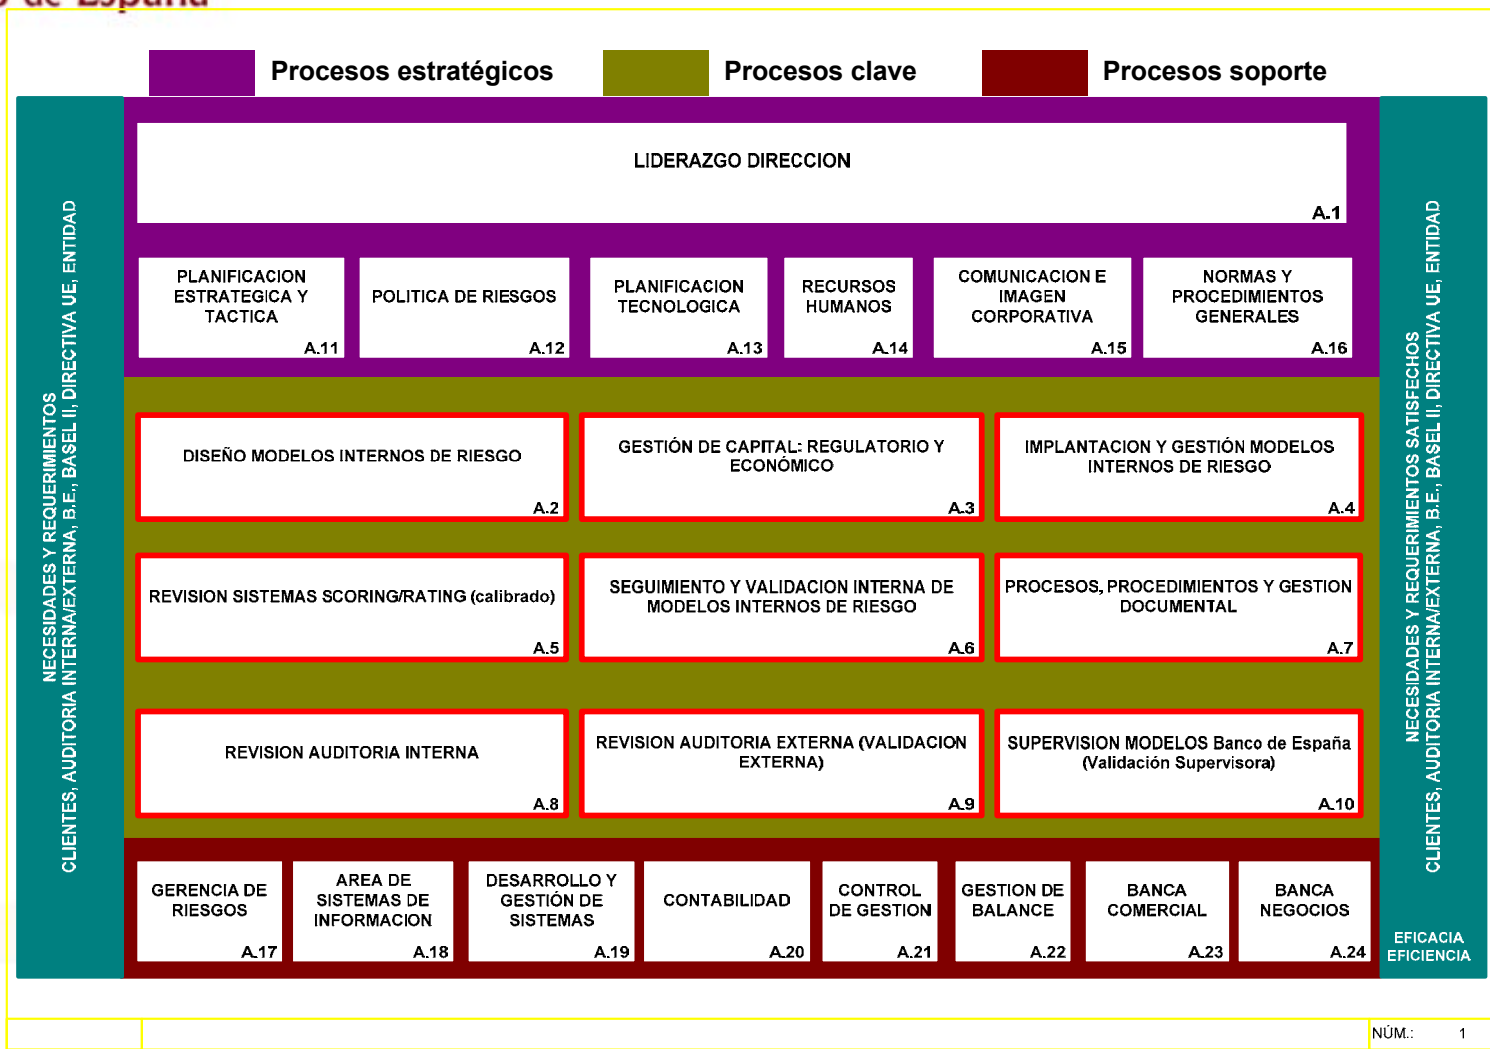 o de España
Procesos estratégicos
Procesos clave
Procesos soporte
NECESIDADES Y REQUERIMIENTOS
CLIENTES, AUDITORIA INTERNA/EXTERNA, B.E., BASEL II, DIRECTIVA UE, ENTIDAD
LIDERAZGO DIRECCION
A.1
PLANIFICACION
ESTRATEGICA Y
TACTICA
A.11
POLITICA DE RIESGOS
A.12
PLANIFICACION
TECNOLOGICA
A.13
RECURSOS
HUMANOS
A.14
COMUNICACION E
IMAGEN
CORPORATIVA
A.15
NORMAS Y
PROCEDIMIENTOS
GENERALES
A.16
DISEÑO MODELOS INTERNOS DE RIESGO
A.2
GESTIÓN DE CAPITAL: REGULATORIO Y
ECONÓMICO
A.3
IMPLANTACION Y GESTIÓN MODELOS
INTERNOS DE RIESGO
A.4
REVISION SISTEMAS SCORING/RATING (calibrado)
A.5
SEGUIMIENTO Y VALIDACION INTERNA DE
MODELOS INTERNOS DE RIESGO
A.6
PROCESOS, PROCEDIMIENTOS Y GESTION
DOCUMENTAL
A.7
REVISION AUDITORIA INTERNA
A.8
REVISION AUDITORIA EXTERNA (VALIDACION
EXTERNA)
A.9
SUPERVISION MODELOS Banco de España
(Validación Supervisora)
A.10
GERENCIA DE
RIESGOS
A.17
AREA DE
SISTEMAS DE
INFORMACION
A.18
DESARROLLO Y
GESTIÓN DE
SISTEMAS
A.19
CONTABILIDAD
A.20
CONTROL
DE GESTION
A.21
GESTION DE
BALANCE
A.22
BANCA
COMERCIAL
A.23
BANCA
NEGOCIOS
A.24
NECESIDADES Y REQUERIMIENTOS SATISFECHOS
CLIENTES, AUDITORIA INTERNA/EXTERNA, B.E., BASEL II, DIRECTIVA UE, ENTIDAD
EFICACIA
EFICIENCIA
NÚM.: 1